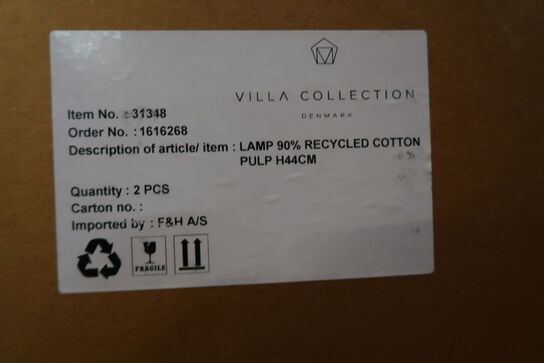 VILLA COLLECTION
DENMARK
Item No. : 31348
Order No. : 1616268
Description of article/ item : LAMP 90% RECYCLED COTTON
PULP H44CM
Quantity : 2 PCS
Carton no. :
Imported by : F&H A/S
FRAGILE